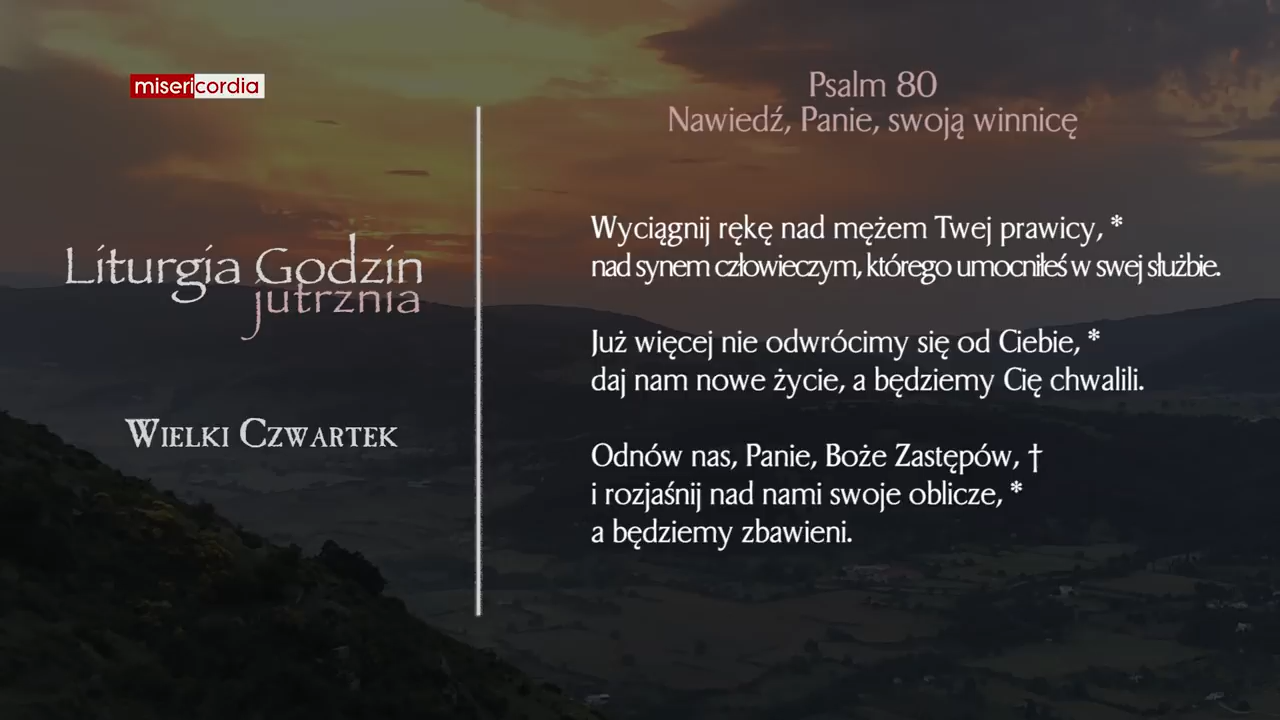 misericordia
Liturgia Godzin
jutrznia
Wielki Czwartek
Psalm 80
Nawiedź, Panie, swoją winnicę
Wyciągnij rękę nad mężem Twej prawicy, *
nad synem człowieczym, którego umocniłeś w swej służbie.
Już więcej nie odwrócimy się od Ciebie, *
daj nam nowe życie, a będziemy Cię chwalili.
Odnów nas, Panie, Boże Zastępów, †
i rozjaśnij nad nami swoje oblicze, *
a będziemy zbawieni.